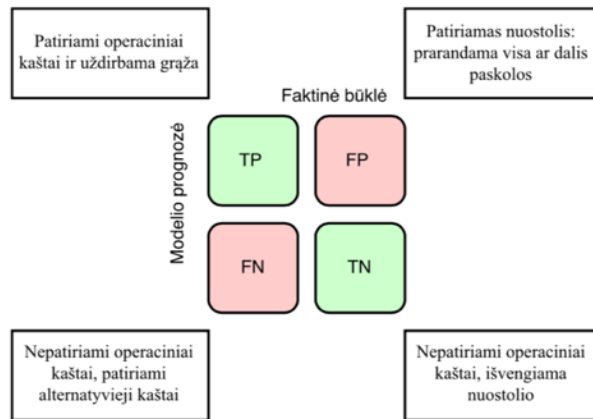 Patiriami operaciniai
kaštai ir uždirbama grąža
Patiriamas nuostolis:
prarandama visa ar dalis
paskolos
Faktinė būklė
Modelio prognozė
TP
FP
FN
TN
Nepatiriami operaciniai
kaštai, patiriami
alternatyvieji kaštai
Nepatiriami operaciniai
kaštai, išvengiama
nuostolio